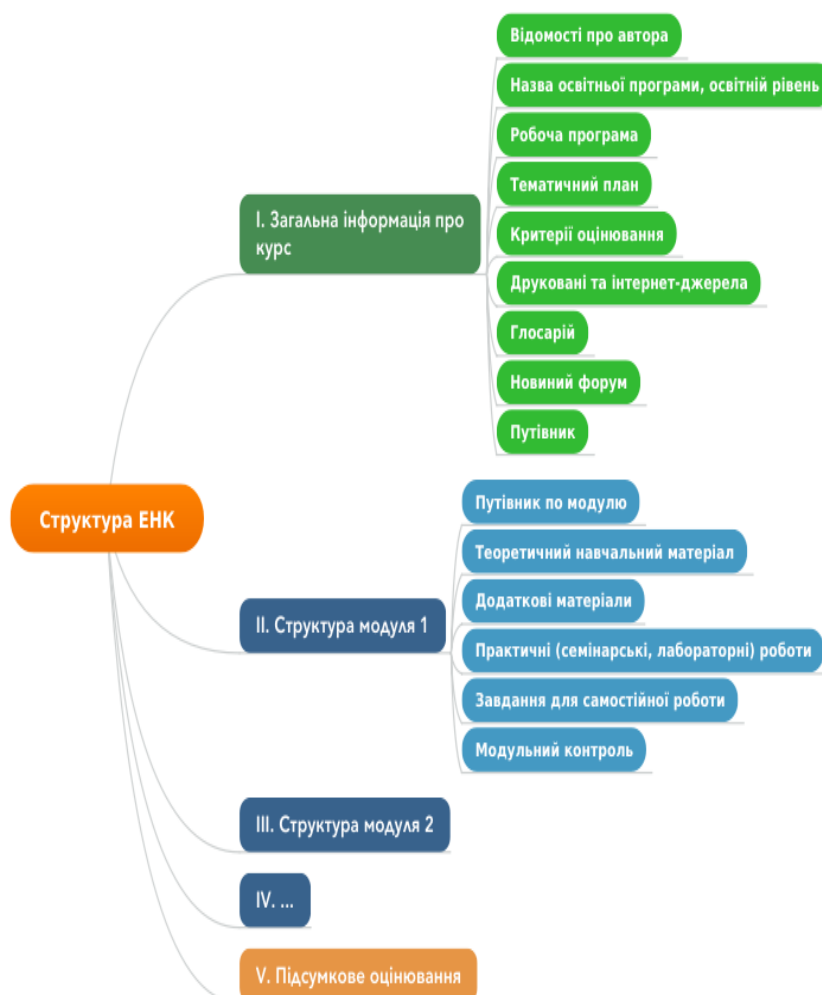 Відомості про автора
Назва освітньої програми, освітній рівень
Робоча програма
Тематичний план
I. Загальна інформація про
курс
Критерії оцінювання
Друковані та інтернет-джерела
Глосарій
Новиний форум
Путівник
Структура ЕНК
Путівник по модулю
Теоретичний навчальний матеріал
Додаткові матеріали
II. Структура модуля 1
Практичні (семінарські, лабораторні) роботи
Завдання для самостійної роботи
Модульний контроль
III. Структура модуля 2
IV. ...
V. Підсумкове оцінювання